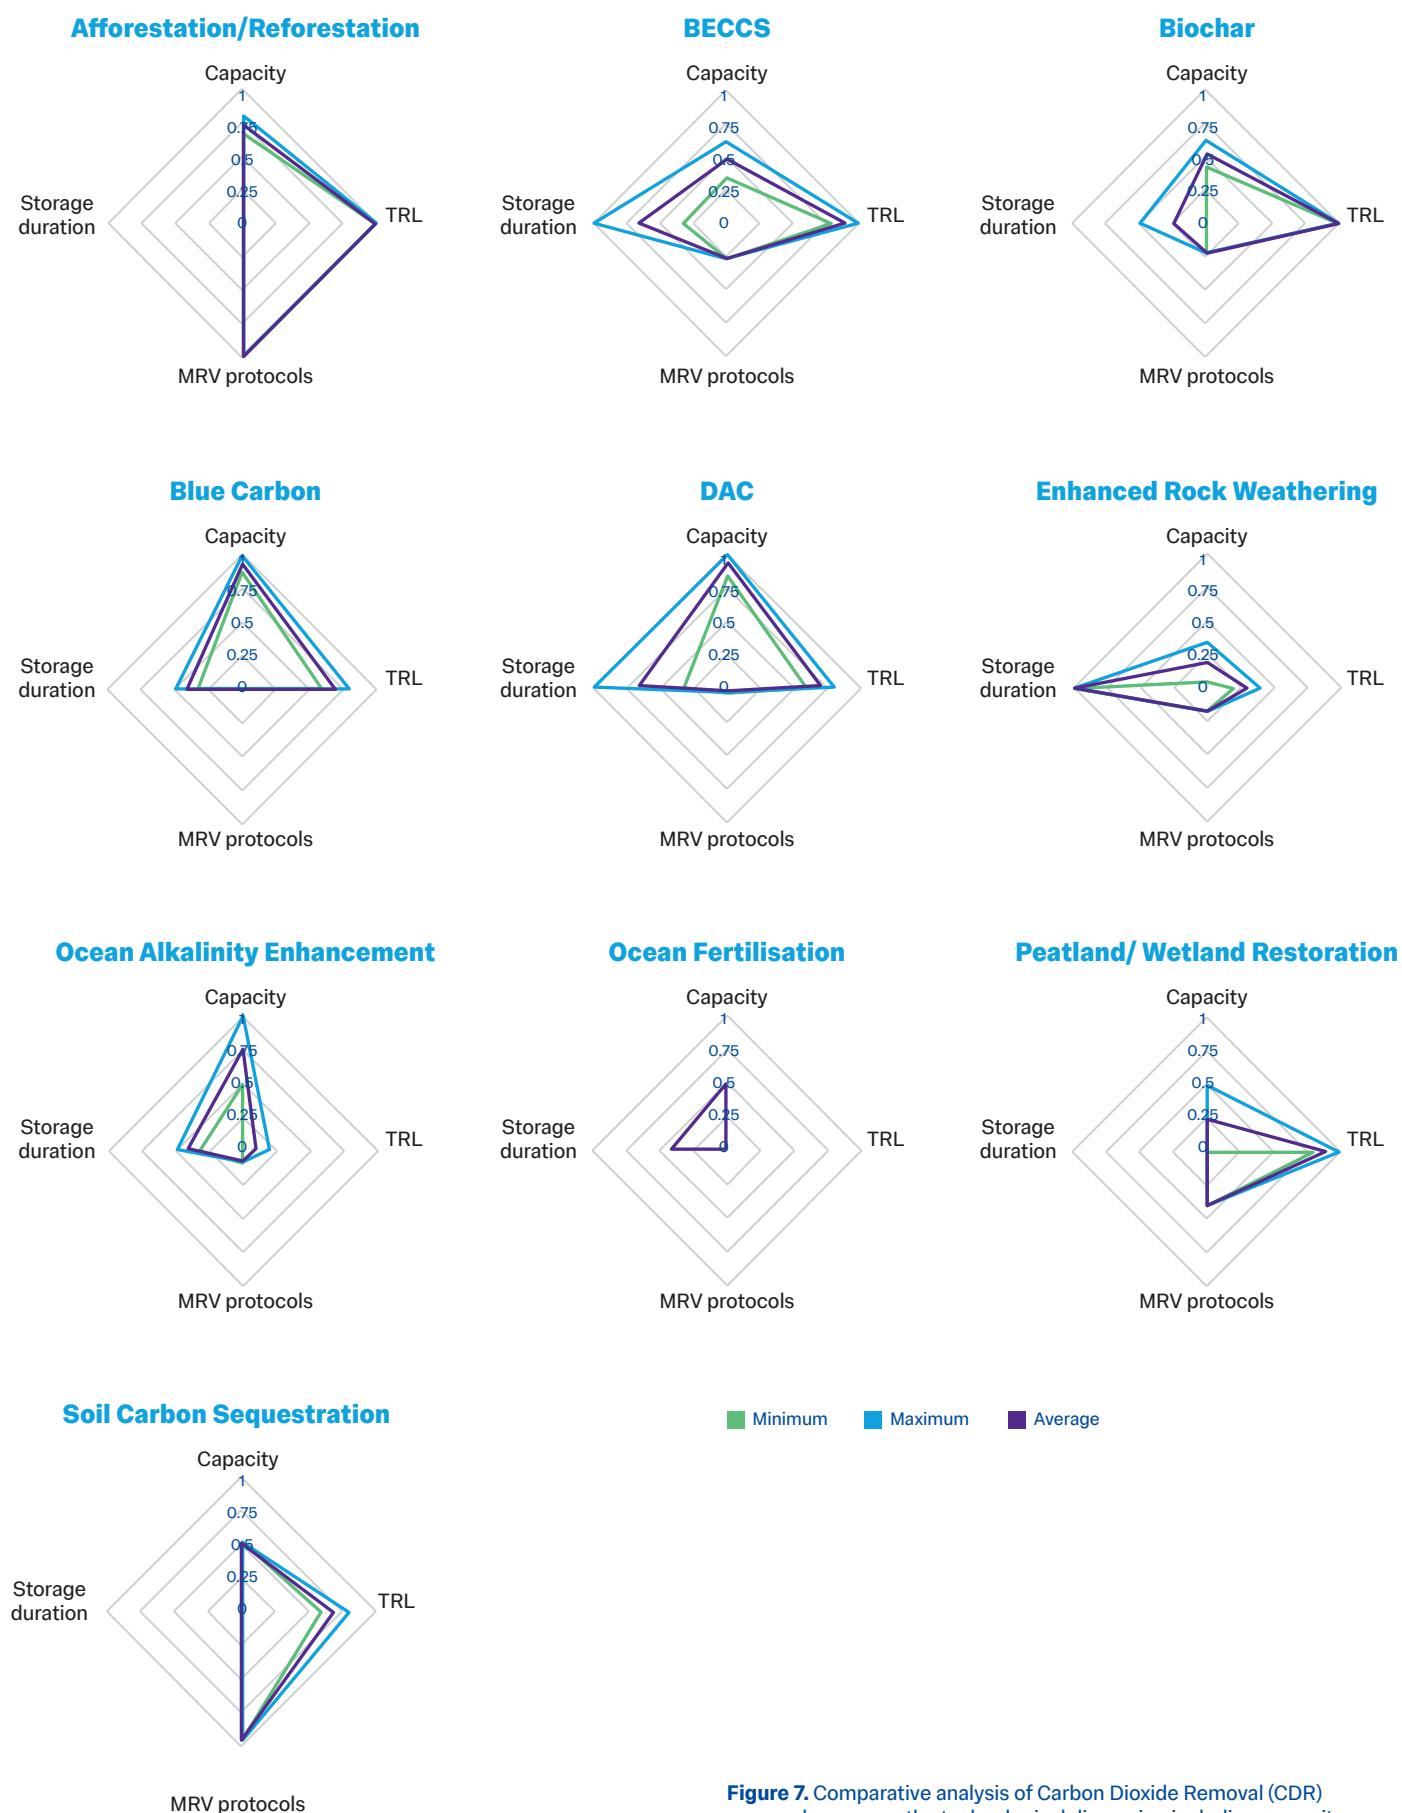 Afforestation/Reforestation
Capacity
1
0.75
0.5
0.25
0
Storage
duration
TRL
MRV protocols
BECCS
Capacity
1
0.75
0.5
0.25
0
Storage
duration
TRL
MRV protocols
Biochar
Capacity
1
0.75
0.5
0.25
0
Storage
duration
TRL
MRV protocols
Blue Carbon
Capacity
1
0.75
0.5
0.25
0
Storage
duration
TRL
MRV protocols
DAC
Capacity
1
0.75
0.5
0.25
0
Storage
duration
TRL
MRV protocols
Enhanced Rock Weathering
Capacity
1
0.75
0.5
0.25
0
Storage
duration
TRL
MRV protocols
Ocean Alkalinity Enhancement
Capacity
1
0.75
0.5
0.25
0
Storage
duration
TRL
MRV protocols
Ocean Fertilisation
Capacity
1
0.75
0.5
0.25
0
Storage
duration
TRL
MRV protocols
Peatland/ Wetland Restoration
Capacity
1
0.75
0.5
0.25
0
Storage
duration
TRL
MRV protocols
Soil Carbon Sequestration
Capacity
1
0.75
0.5
0.25
0
Storage
duration
TRL
MRV protocols
Minimum
Maximum
Average
Figure 7. Comparative analysis of Carbon Dioxide Removal (CDR)